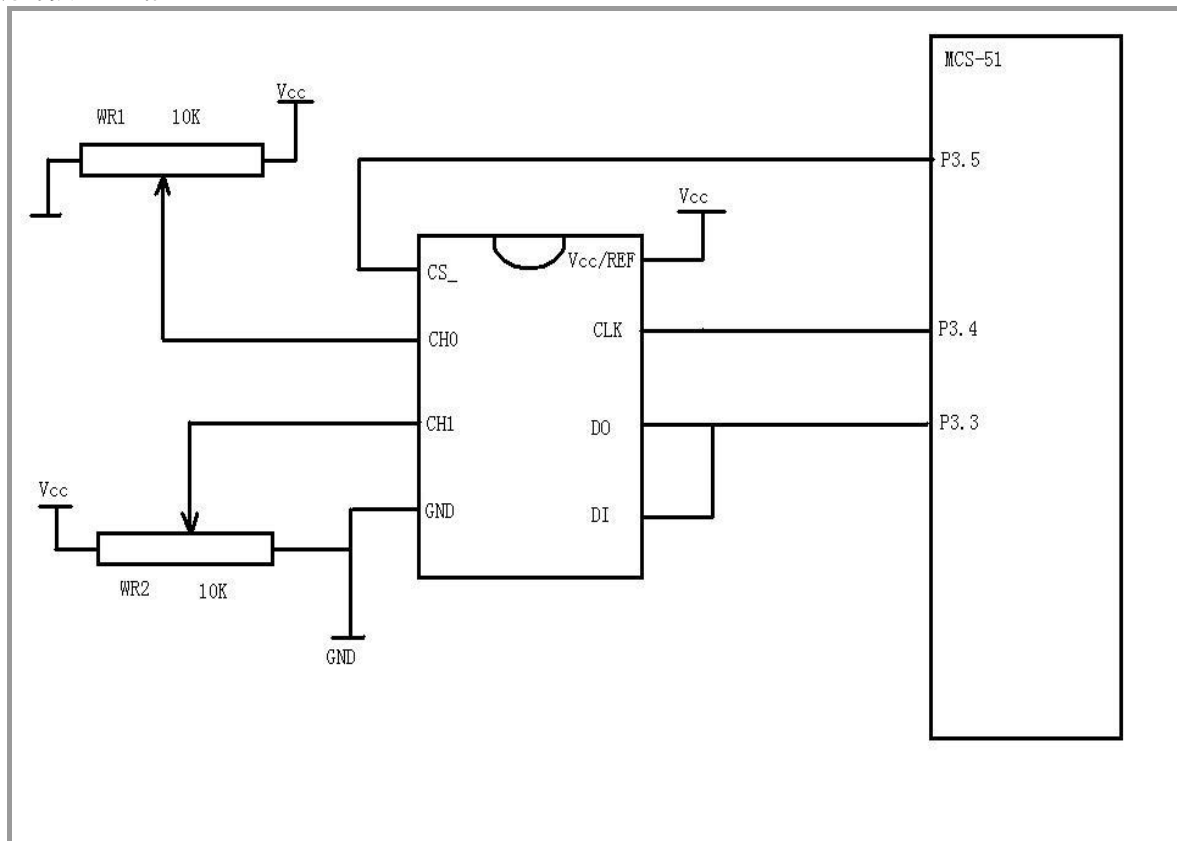 MCS-51
Vcc
WR1 10K
P3.5
Vcc
Vcc/REF
CS_
CLK
P3.4
CH0
CH1
DO
P3.3
Vcc
GND
DI
WR2 10K
GND